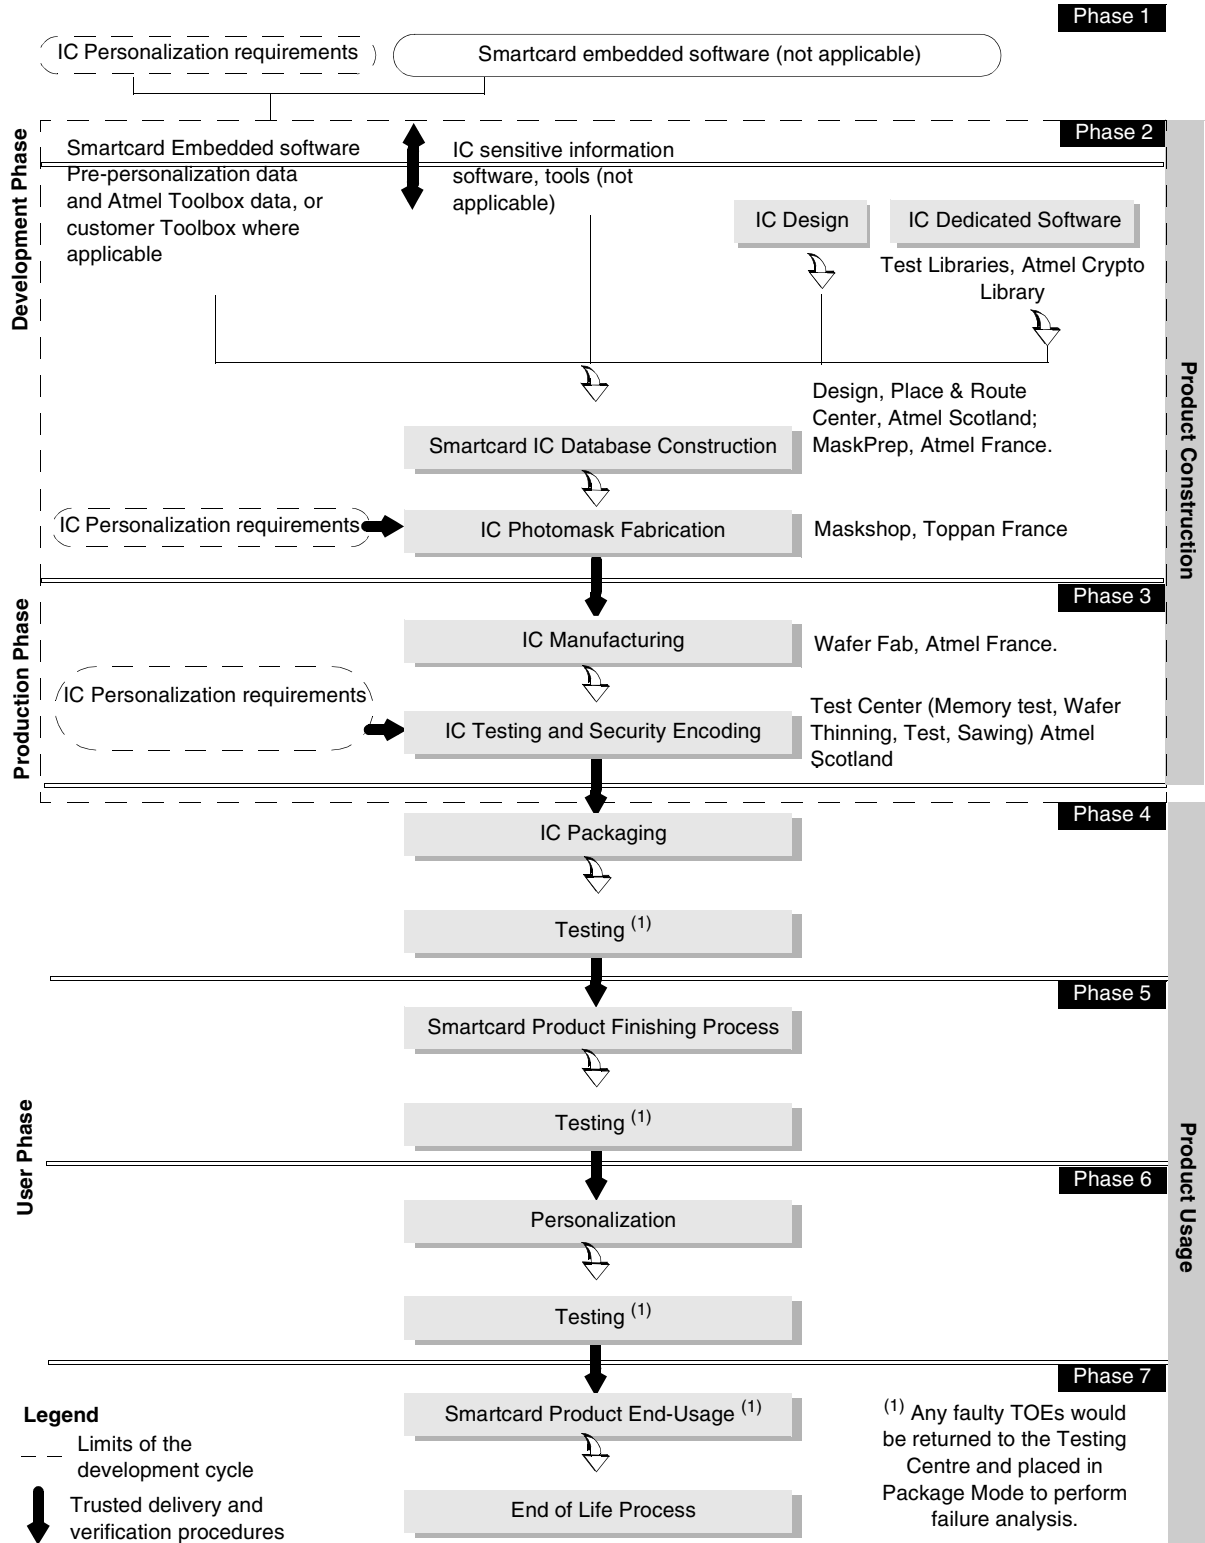 Phase 1
IC Personalization requirements
Smartcard embedded software (not applicable)
Development Phase
Phase 2
Smartcard Embedded software
Pre-personalization data
and Atmel Toolbox data, or
customer Toolbox where
applicable
IC sensitive information
software, tools (not
applicable)
IC Design
IC Dedicated Software
Test Libraries, Atmel Crypto
Library
Product Construction
Design, Place & Route
Center, Atmel Scotland;
MaskPrep, Atmel France.
Smartcard IC Database Construction
IC Personalization requirements
IC Photomask Fabrication
Maskshop, Toppan France
Production Phase
Phase 3
IC Manufacturing
Wafer Fab, Atmel France.
IC Personalization requirements
IC Testing and Security Encoding
Test Center (Memory test, Wafer
Thinning, Test, Sawing) Atmel
Scotland
Phase 4
IC Packaging
Testing (1)
Phase 5
Smartcard Product Finishing Process
Testing (1)
User Phase
Product Usage
Phase 6
Personalization
Testing (1)
Phase 7
Smartcard Product End-Usage (1)
End of Life Process
(1) Any faulty TOEs would
be returned to the Testing
Centre and placed in
Package Mode to perform
failure analysis.
Legend
Limits of the
development cycle
Trusted delivery and
verification procedures